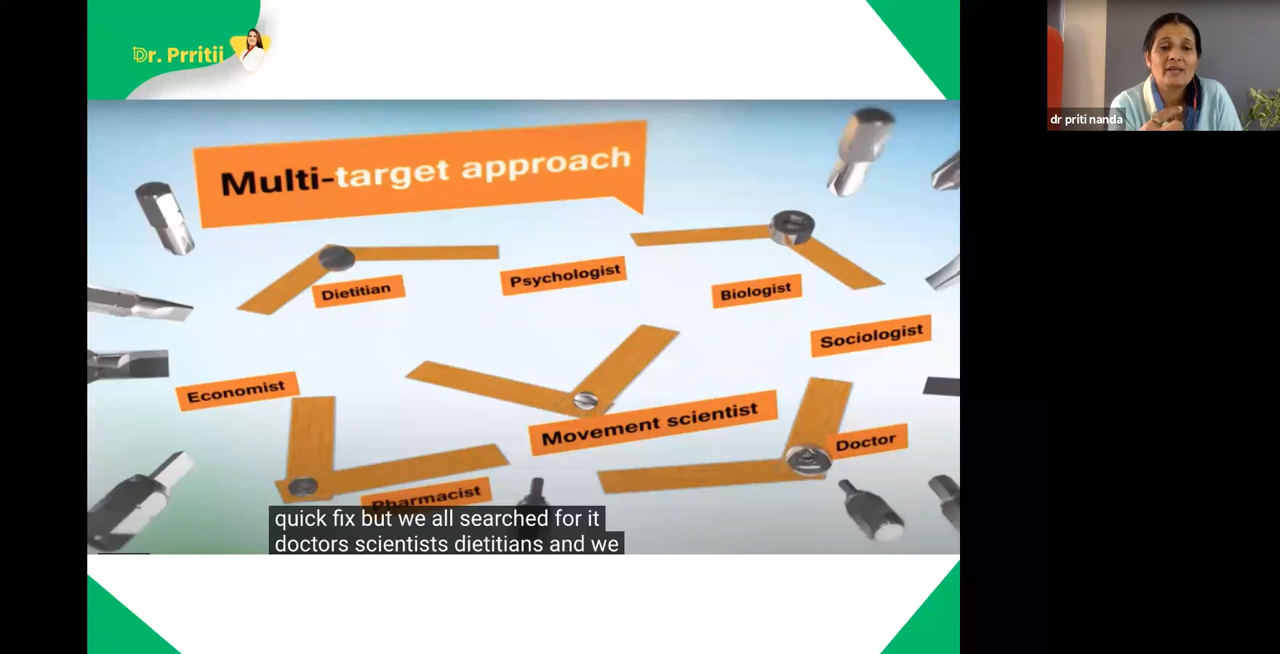 Dr. Prritii
dr priti nanda
Multi-target approach
Dietitian
Psychologist
Biologist
Sociologist
Economist
Movement scientist
Doctor
Pharmacist
quick fix but we all searched for it
doctors scientists dietitians and we